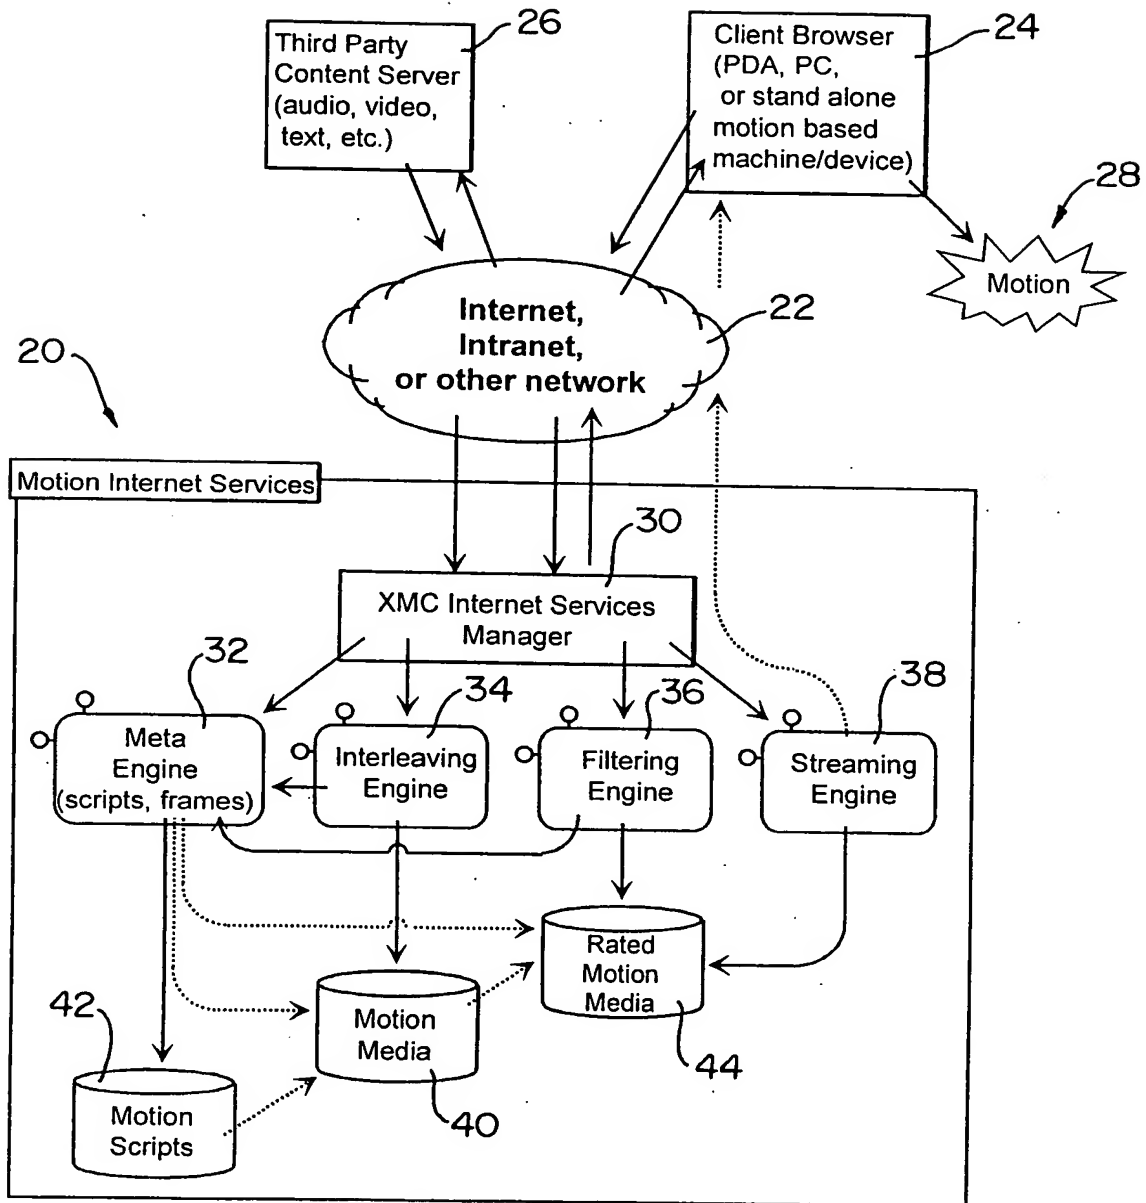 26
Third Party
Content Server
(audio, video,
text, etc.)
24
Client Browser
(PDA, PC,
or stand alone
motion based
machine/device)
28
Motion
22
Internet,
Intranet,
or other network
20
Motion Internet Services
30
XMC Internet Services
Manager
32
Meta
Engine
(scripts, frames)
34
Interleaving
Engine
36
Filtering
Engine
38
Streaming
Engine
Rated
Motion
Media
44
Motion
Media
40
42
Motion
Scripts